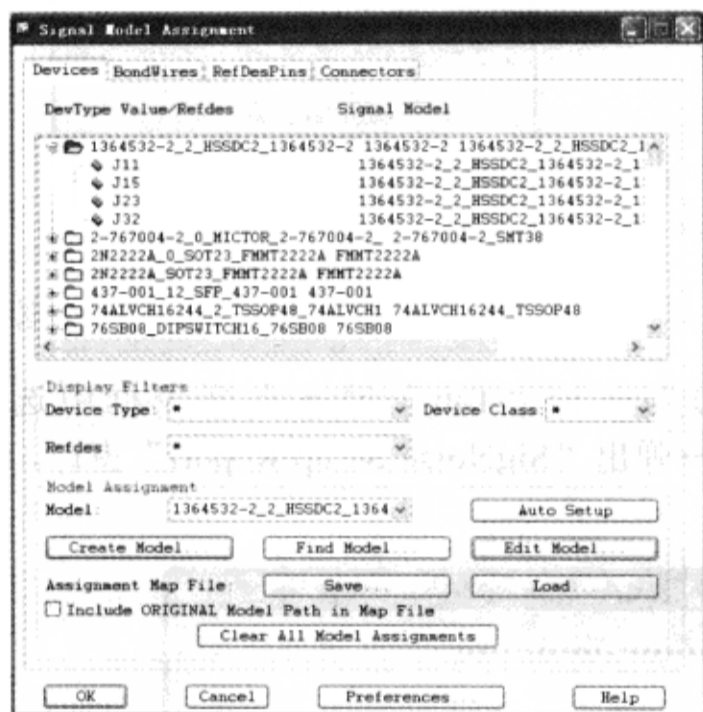 Signal Model Assignment
Devices BondWires RefDesPins Connectors
DevType Value/Refdes Signal Model
1364532-2_2_HSSDC2_1364532-2 1364532-2 1364532-2_2_HSSDC2_1
J11 1364532-2_2_HSSDC2_1364532-2_1
J15 1364532-2_2_HSSDC2_1364532-2_1
J23 1364532-2_2_HSSDC2_1364532-2_1
J32 1364532-2_2_HSSDC2_1364532-2_1
2-767004-2_0_MICTOR_2-767004-2_ 2-767004-2_SMT38
2N2222A_0_SOT23_FMMT2222A FMMT2222A
2N2222A_SOT23_FMMT2222A FMMT2222A
437-001_12_SFP_437-001 437-001
74ALVCH16244_2_TSSOP48_74ALVCH1 74ALVCH16244_TSSOP48
76SB08_DIPSWITCH16_76SB08 76SB08
Display Filters
Device Type: * Device Class: *
Refdes: *
Model Assignment
Model: 1364532-2_2_HSSDC2_1364 Auto Setup
Create Model... Find Model... Edit Model...
Assignment Map File: Save... Load...
Include ORIGINAL Model Path in Map File
Clear All Model Assignments
OK Cancel Preferences... Help